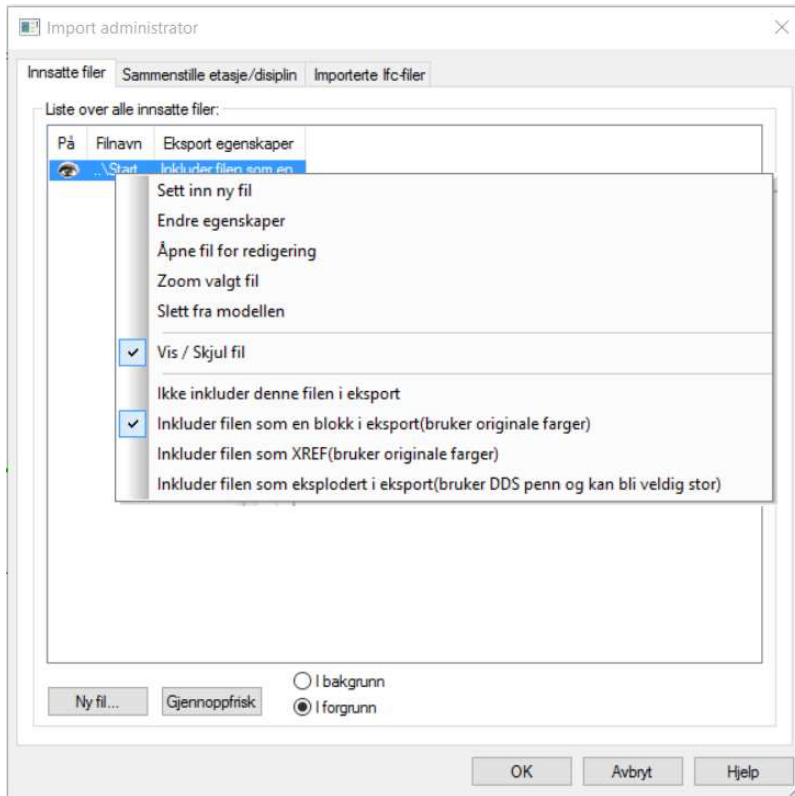 Import administrator
Innsatte filer Sammenstille etasje/disiplin Importerte Ifc-filer
Liste over alle innsatte filer:
På Filnavn Eksport egenskaper
..\Start Inkluder filen som en
Sett inn ny fil
Endre egenskaper
Åpne fil for redigering
Zoom valgt fil
Slett fra modellen
Vis / Skjul fil
Ikke inkluder denne filen i eksport
Inkluder filen som en blokk i eksport(bruker originale farger)
Inkluder filen som XREF(bruker originale farger)
Inkluder filen som eksplodert i eksport(bruker DDS penn og kan bli veldig stor)
I bakgrunn
Ny fil... Gjennoppfrisk I forgrunn
OK Avbryt Hjelp